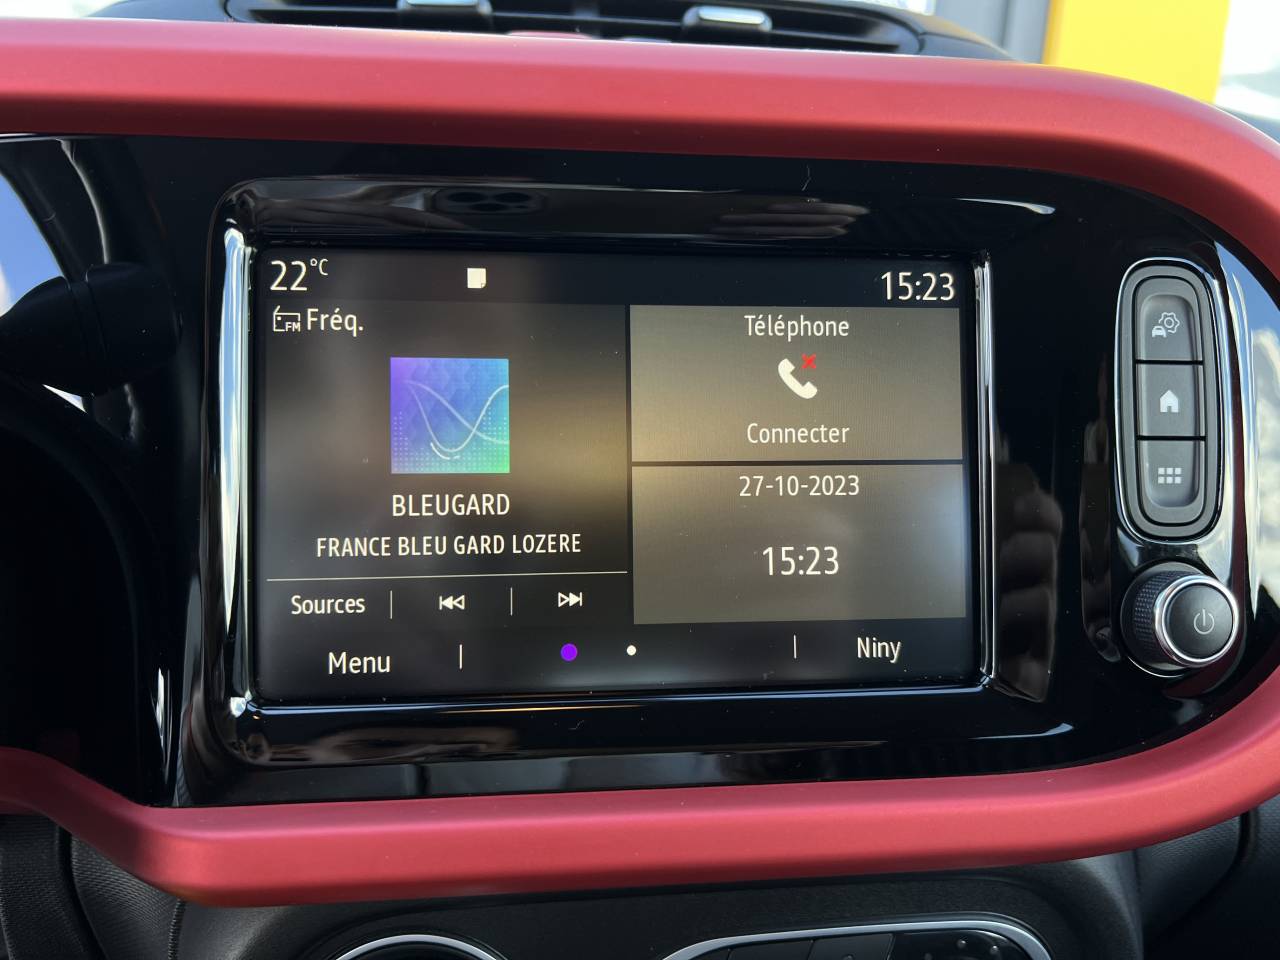 22°C
15:23
FM Fréq.
BLEUGARD
FRANCE BLEU GARD LOZERE
Sources
Téléphone
Connecter
27-10-2023
15:23
Menu
Niny